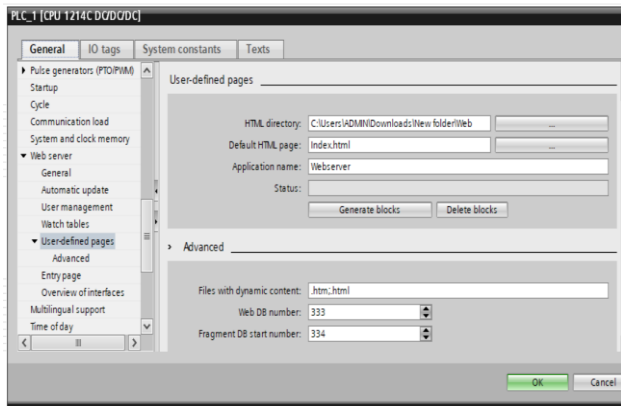 PLC_1 [CPU 1214C DC/DC/DC]
General IO tags System constants Texts
Pulse generators (PTO/PWM)
Startup
Cycle
Communication load
System and clock memory
Web server
General
Automatic update
User management
Watch tables
User-defined pages
Advanced
Entry page
Overview of interfaces
Multilingual support
Time of day
User-defined pages
HTML directory: C:\Users\ADMIN\Downloads\New folder\Web ...
Default HTML page: Index.html ...
Application name: Webserver
Status:
Generate blocks Delete blocks
Advanced
Files with dynamic content: .htm;.html
Web DB number: 333
Fragment DB start number: 334
OK Cancel